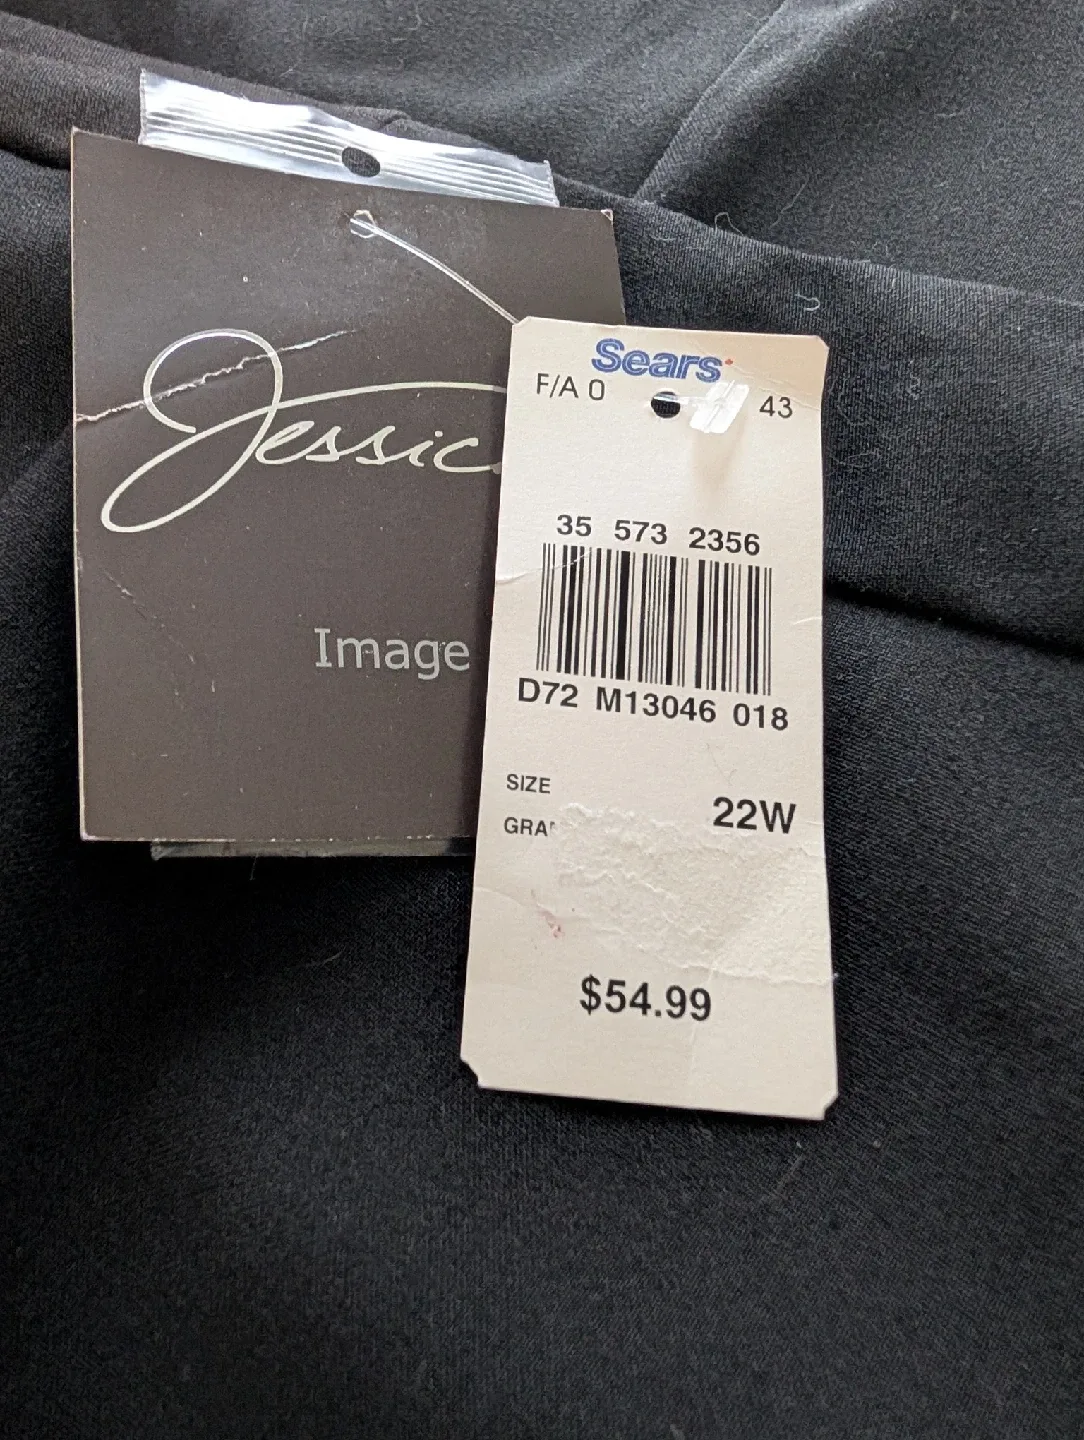 Jessic
Image
Sears
F/A 0
43
35 573 2356
D72 M13046 018
SIZE
22W
GRA
$54.99